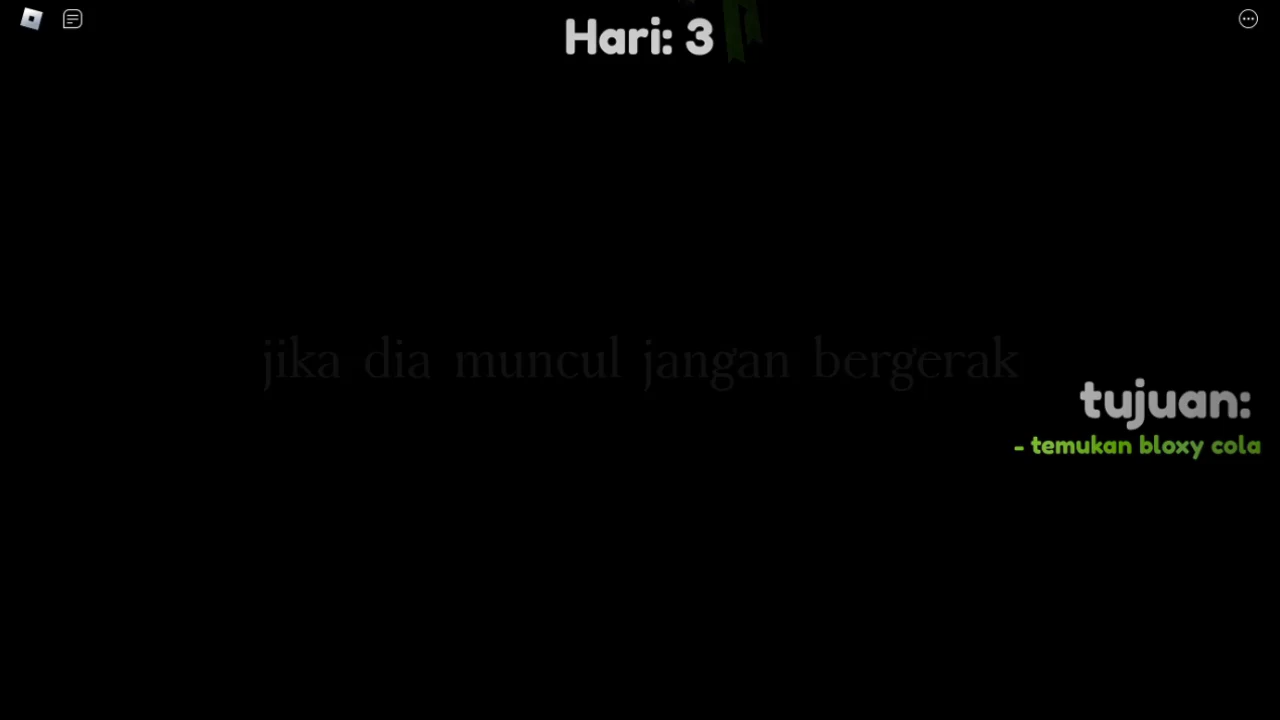 Hari: 3
jika dia muncul jangan bergerak
tujuan:
- temukan bloxy cola